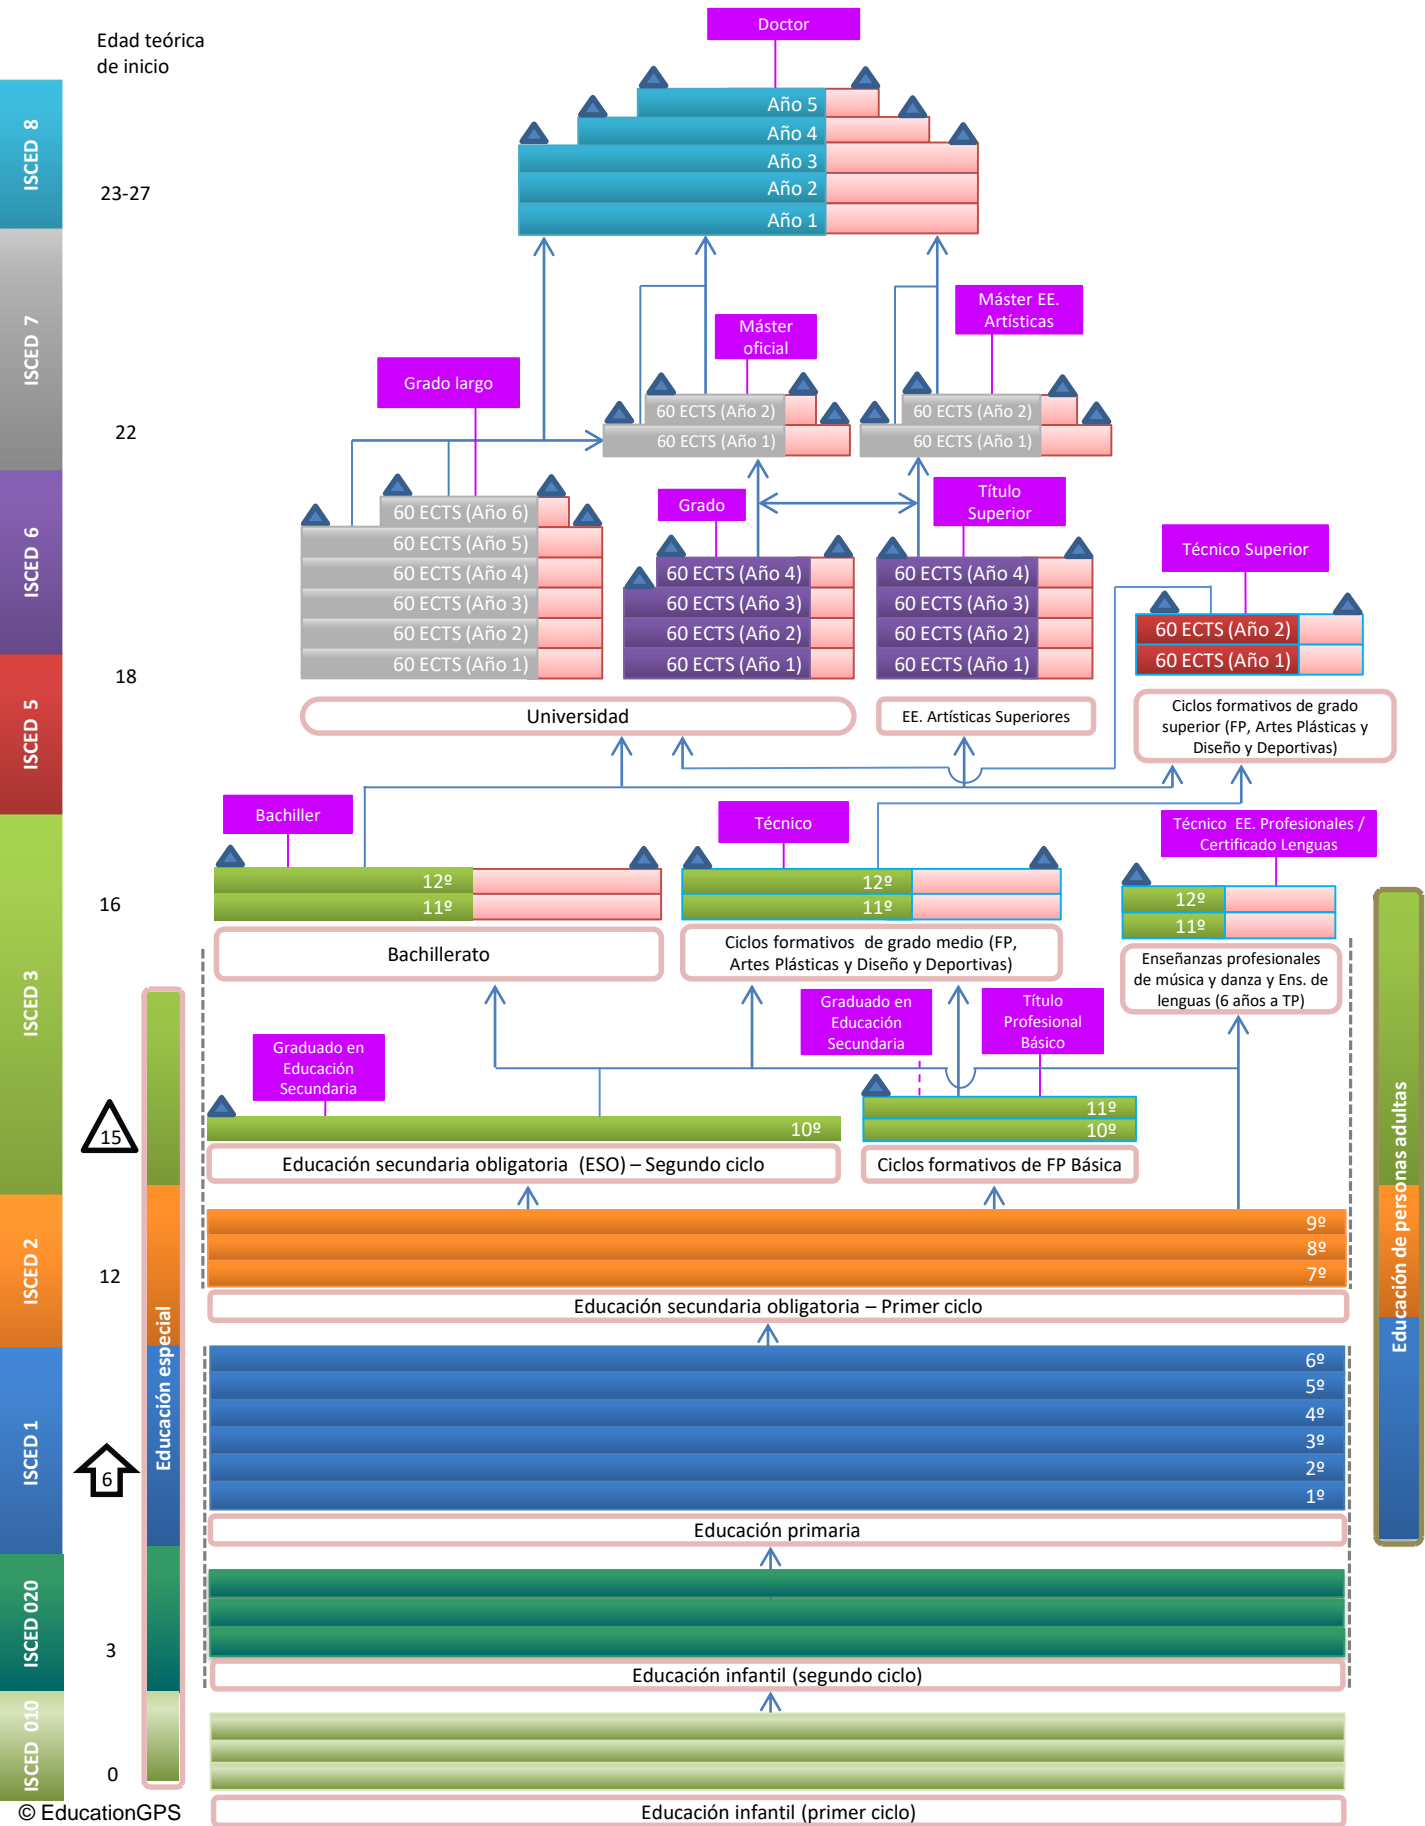 Edad teórica
de inicio
Doctor
Año 5
Año 4
Año 3
Año 2
Año 1
ISCED 8
23-27
ISCED 7
Máster EE.
Artísticas
Máster
oficial
Grado largo
60 ECTS (Año 2)
60 ECTS (Año 1)
60 ECTS (Año 2)
60 ECTS (Año 1)
22
ISCED 6
Grado
Título
Superior
Técnico Superior
60 ECTS (Año 6)
60 ECTS (Año 5)
60 ECTS (Año 4)
60 ECTS (Año 3)
60 ECTS (Año 2)
60 ECTS (Año 1)
60 ECTS (Año 4)
60 ECTS (Año 3)
60 ECTS (Año 2)
60 ECTS (Año 1)
60 ECTS (Año 4)
60 ECTS (Año 3)
60 ECTS (Año 2)
60 ECTS (Año 1)
60 ECTS (Año 2)
60 ECTS (Año 1)
18
ISCED 5
Universidad
EE. Artísticas Superiores
Ciclos formativos de grado
superior (FP, Artes Plásticas y
Diseño y Deportivas)
Bachiller
Técnico
Técnico EE. Profesionales /
Certificado Lenguas
12º
11º
12º
11º
12º
11º
16
ISCED 3
Bachillerato
Ciclos formativos de grado medio (FP,
Artes Plásticas y Diseño y Deportivas)
Enseñanzas profesionales
de música y danza y Ens. de
lenguas (6 años a TP)
Graduado en
Educación
Secundaria
Graduado en
Educación
Secundaria
Título
Profesional
Básico
15
10º
11º
10º
Educación secundaria obligatoria (ESO) – Segundo ciclo
Ciclos formativos de FP Básica
Educación de personas adultas
ISCED 2
12
9º
8º
7º
Educación secundaria obligatoria – Primer ciclo
Educación especial
ISCED 1
6
6º
5º
4º
3º
2º
1º
Educación primaria
ISCED 020
3
Educación infantil (segundo ciclo)
ISCED 010
0
© EducationGPS
Educación infantil (primer ciclo)